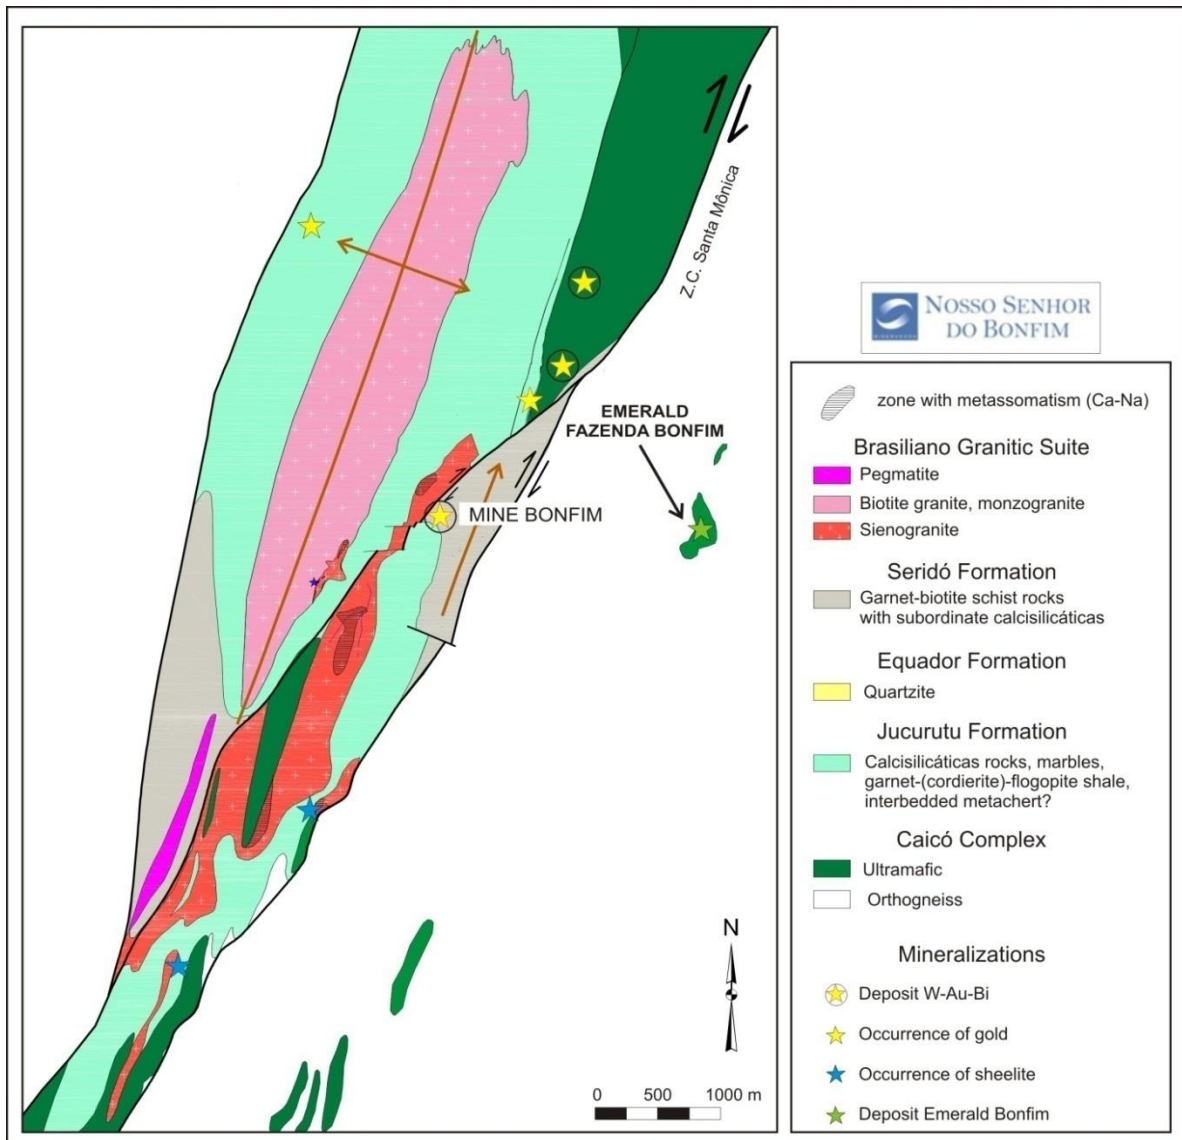 Z.C. Santa Mônica
EMERALD
FAZENDA BONFIM
MINE BONFIM
N
0 500 1000 m
NOSSO SENHOR
DO BONFIM
zone with metassomatism (Ca-Na)
Brasiliano Granitic Suite
Pegmatite
Biotite granite, monzogranite
Sienogranite
Seridó Formation
Garnet-biotite schist rocks
with subordinate calcisilicáticas
Equador Formation
Quartzite
Jucurutu Formation
Calcisilicáticas rocks, marbles,
garnet-(cordierite)-flogopite shale,
interbedded metachert?
Caicó Complex
Ultramafic
Orthogneiss
Mineralizations
Deposit W-Au-Bi
Occurrence of gold
Occurrence of sheelite
Deposit Emerald Bonfim